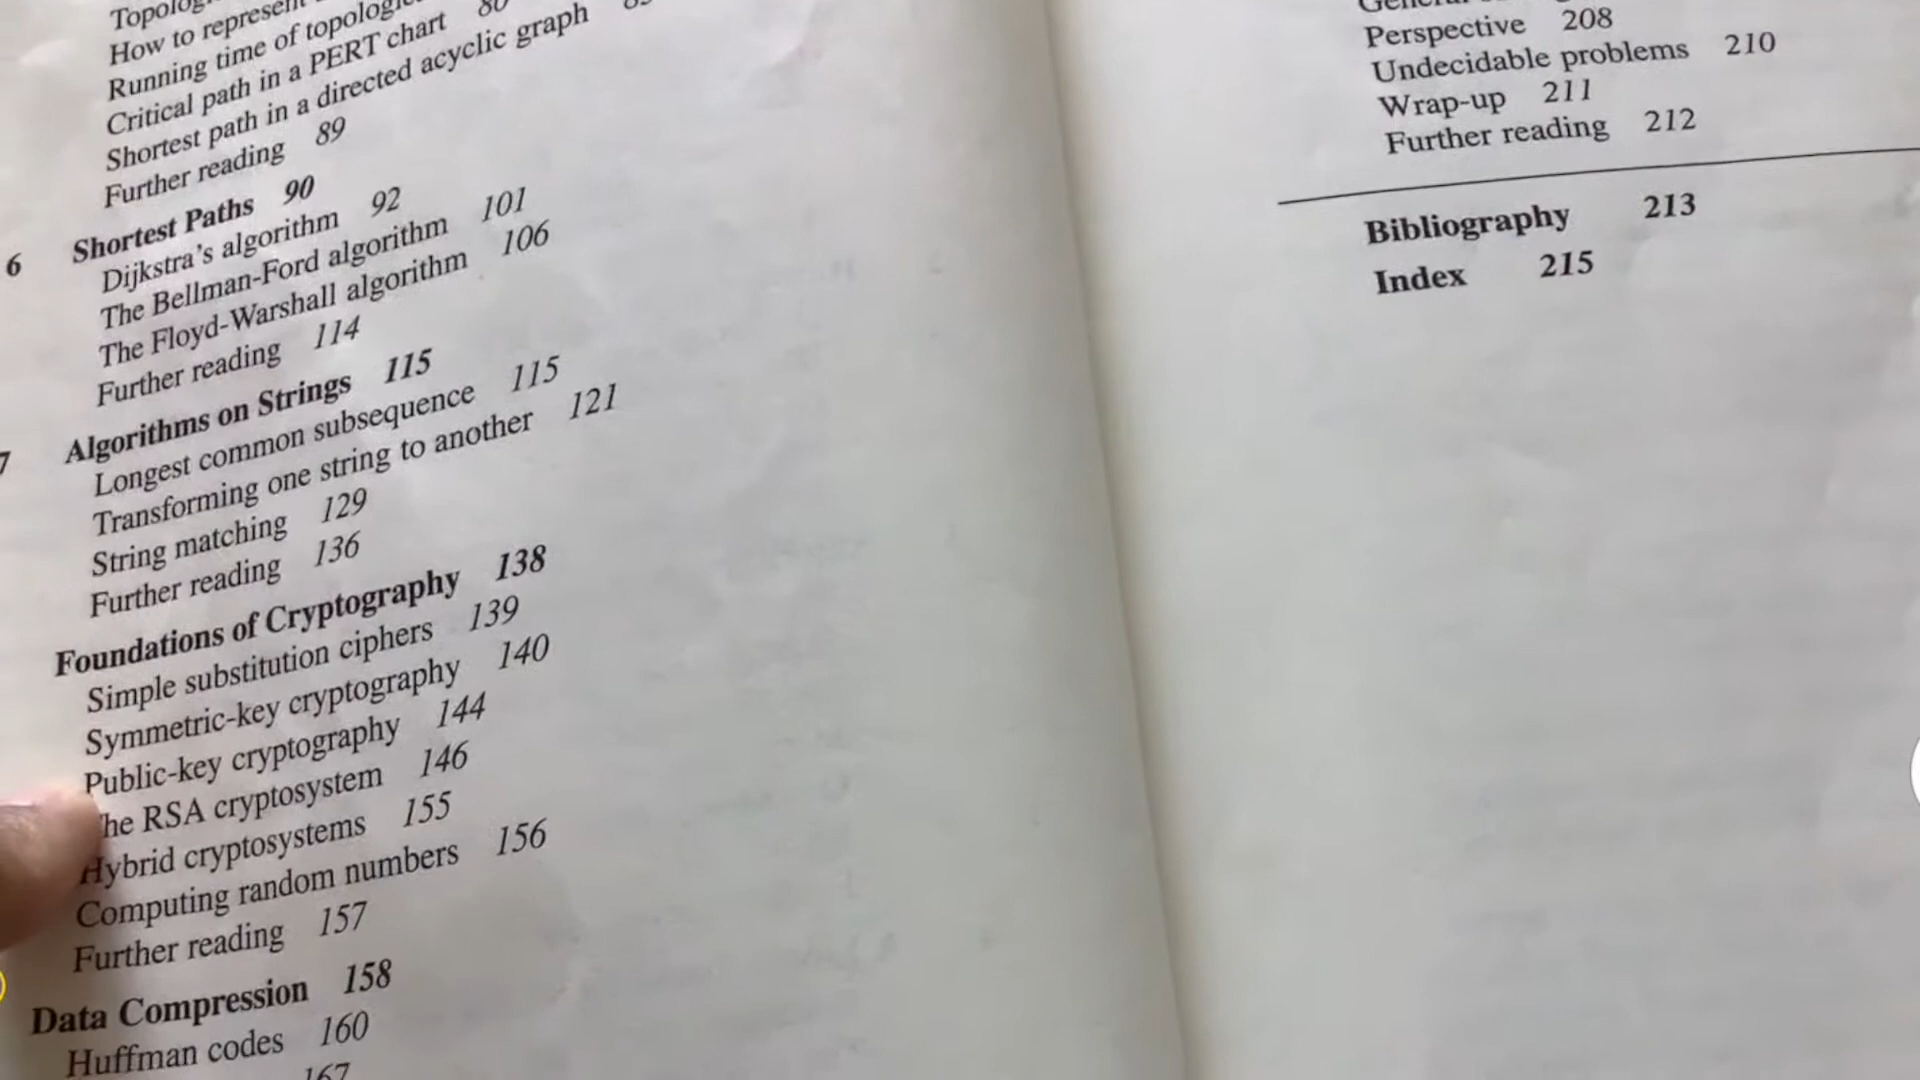 How to represent
Running time of topologic
Critical path in a PERT chart 80
Shortest path in a directed acyclic graph
Further reading 89
6 Shortest Paths 90
Dijkstra's algorithm 92
The Bellman-Ford algorithm 101
The Floyd-Warshall algorithm 106
Further reading 114
7 Algorithms on Strings 115
Longest common subsequence 115
Transforming one string to another 121
String matching 129
Further reading 136
Foundations of Cryptography 138
Simple substitution ciphers 139
Symmetric-key cryptography 140
Public-key cryptography 144
he RSA cryptosystem 146
Hybrid cryptosystems 155
Computing random numbers 156
Further reading 157
Data Compression 158
Huffman codes 160
167
Perspective 208
Undecidable problems 210
Wrap-up 211
Further reading 212
Bibliography 213
Index 215